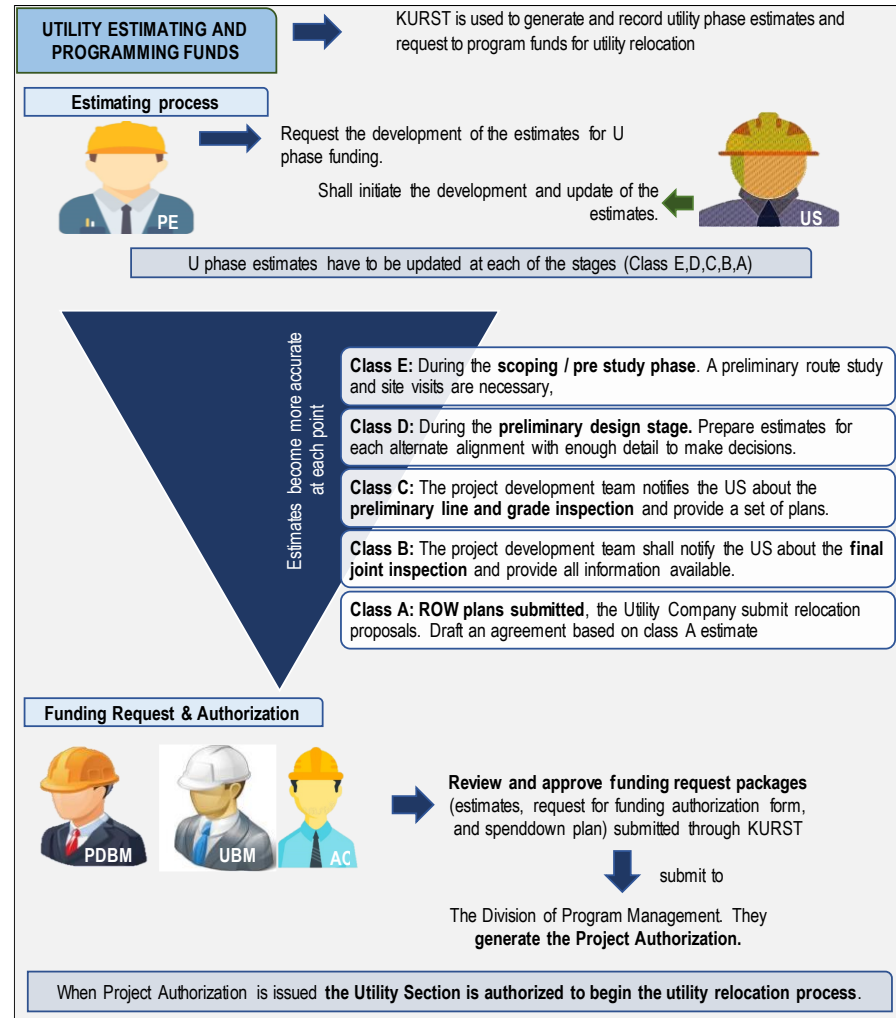 UTILITY ESTIMATING AND
PROGRAMMING FUNDS
KURST is used to generate and record utility phase estimates and
request to program funds for utility relocation
Estimating process
Request the development of the estimates for U
phase funding.
PE
Shall initiate the development and update of the
estimates.
US
U phase estimates have to be updated at each of the stages (Class E,D,C,B,A)
Estimates become more accurate
at each point
Class E: During the scoping / pre study phase. A preliminary route study
and site visits are necessary,
Class D: During the preliminary design stage. Prepare estimates for
each alternate alignment with enough detail to make decisions.
Class C: The project development team notifies the US about the
preliminary line and grade inspection and provide a set of plans.
Class B: The project development team shall notify the US about the final
joint inspection and provide all information available.
Class A: ROW plans submitted, the Utility Company submit relocation
proposals. Draft an agreement based on class A estimate
Funding Request & Authorization
PDBM
UBM
AC
Review and approve funding request packages
(estimates, request for funding authorization form,
and spenddown plan) submitted through KURST
submit to
The Division of Program Management. They
generate the Project Authorization.
When Project Authorization is issued the Utility Section is authorized to begin the utility relocation process.